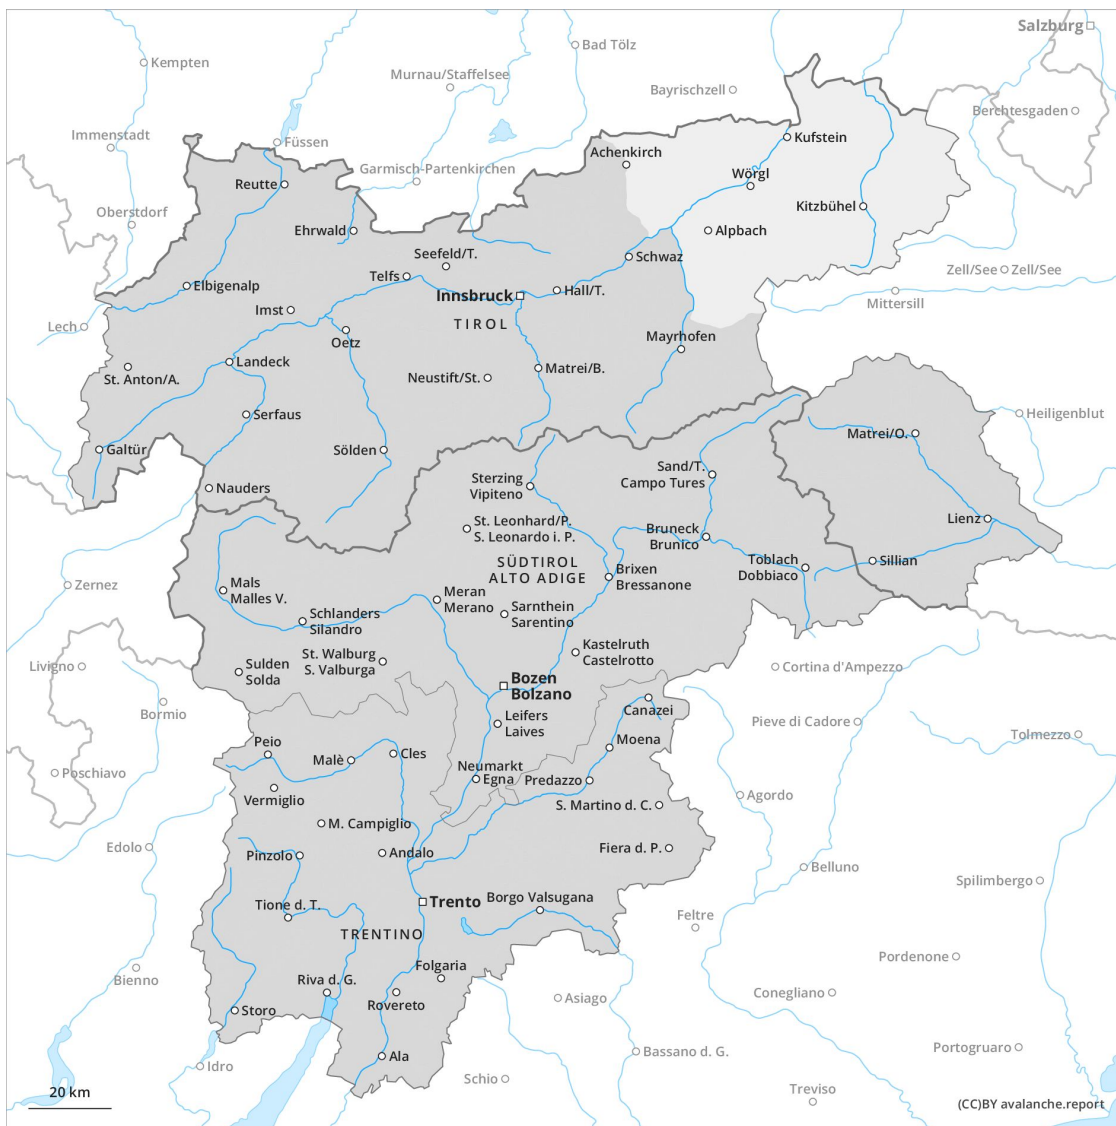 Salzburg
Bad Tölz
Kempten
Murnau/Staffelsee
Bayrischzell
Berchtesgaden
Immenstadt
Füssen
Kufstein
Achenkirch
Garmisch-Partenkirchen
Wörgl
Reutte
Kitzbühel
Oberstdorf
Ehrwald
Alpbach
Seefeld/T.
Schwaz
Zell/See
Zell/See
Telfs
Elbigenalp
Hall/T.
Innsbruck
Mittersill
Imst
TIROL
Lech
Mayrhofen
Oetz
Landeck
Matrei/B.
St. Anton/A.
Neustift/St.
Serfaus
Heiligenblut
Matrei/O.
Galtür
Sölden
Sand/T.
Campo Tures
Sterzing
Vipiteno
Nauders
St. Leonhard/P.
S. Leonardo i. P.
Lienz
Bruneck
Brunico
SÜDTIROL
ALTO ADIGE
Toblach
Dobbiaco
Sillian
Brixen
Bressanone
Zernez
Mals
Malles V.
Meran
Merano
Sarnthein
Sarentino
Schlanders
Silandro
Kastelruth
Castelrotto
St. Walburg
S. Valburga
Livigno
Sulden
Solda
Cortina d'Ampezzo
Bozen
Bolzano
Canazei
Bormio
Leifers
Laives
Pieve di Cadore
Tolmezzo
Peio
Moena
Malè
Cles
Poschiavo
Neumarkt
Egna
Predazzo
Vermiglio
Agordo
S. Martino d. C.
M. Campiglio
Edolo
Pinzolo
Andalo
Fiera d. P.
Belluno
Spilimbergo
Tione d. T.
Trento
Borgo Valsugana
Feltre
TRENTINO
Pordenone
Bienno
Folgaria
Riva d. G.
Rovereto
Conegliano
Asiago
Storo
Portogruaro
Bassano d. G.
Ala
Idro
Schio
Treviso
20 km
(CC)BY avalanche.report